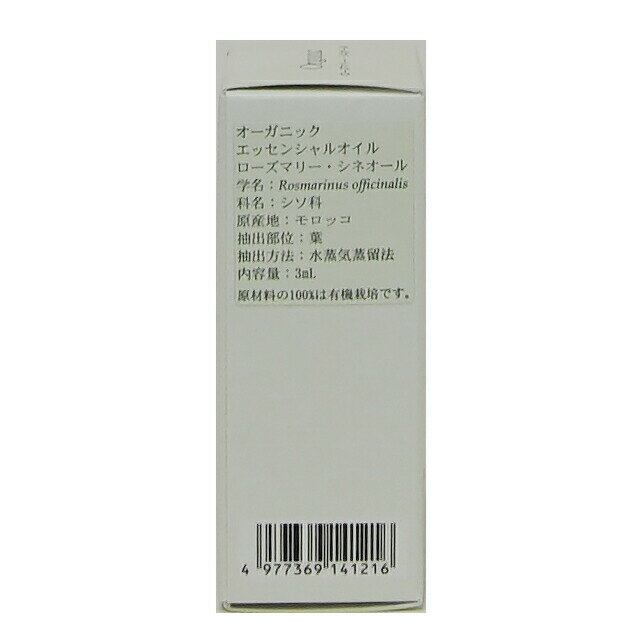 オーガニック
エッセンシャルオイル
ローズマリー・シネオール
学名：Rosmarinus officinalis
科名：シソ科
原産地：モロッコ
抽出部位：葉
抽出方法：水蒸気蒸留法
内容量：3mL
原材料の100%は有機栽培です。
4 977369 141216